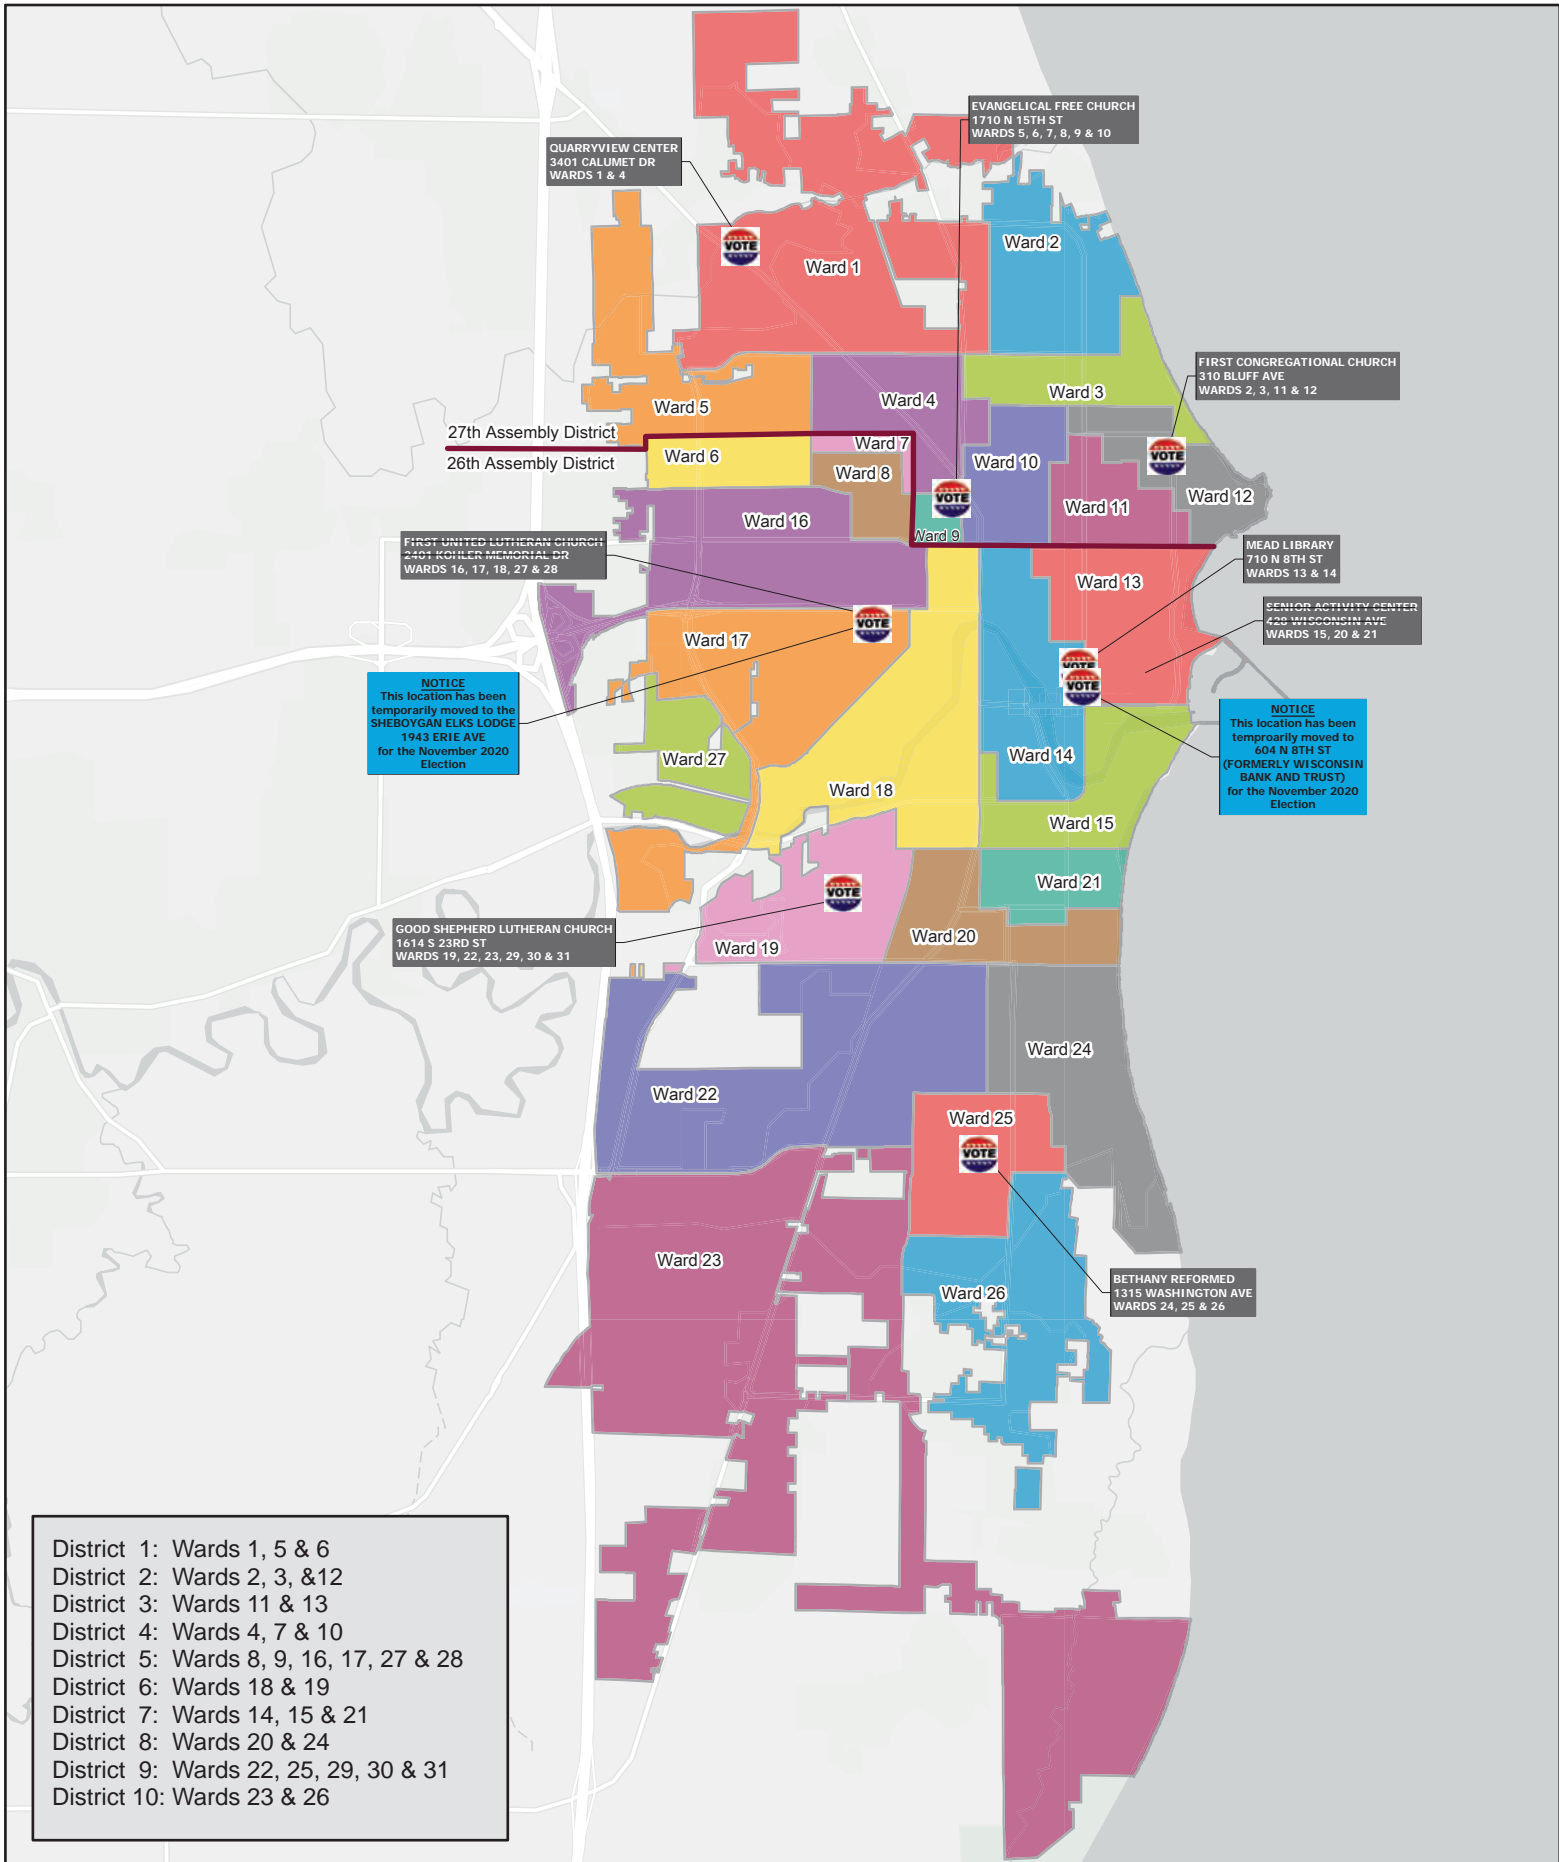 EVANGELICAL FREE CHURCH
1710 N 15TH ST
WARDS 5, 6, 7, 8, 9 & 10
QUARRYVIEW CENTER
3401 CALUMET DR
WARDS 1 & 4
VOTE
Ward 1
Ward 2
FIRST CONGREGATIONAL CHURCH
310 BLUFF AVE
WARDS 2, 3, 11 & 12
Ward 3
Ward 4
Ward 5
27th Assembly District
26th Assembly District
Ward 6
Ward 7
Ward 8
Ward 10
VOTE
VOTE
Ward 12
Ward 11
Ward 16
Ward 9
FIRST UNITED LUTHERAN CHURCH
2401 KOHLER MEMORIAL DR
WARDS 16, 17, 18, 27 & 28
MEAD LIBRARY
710 N 8TH ST
WARDS 13 & 14
Ward 13
SENIOR ACTIVITY CENTER
428 WISCONSIN AVE
WARDS 15, 20 & 21
VOTE
Ward 17
VOTE
VOTE
NOTICE
This location has been
temporarily moved to the
SHEBOYGAN ELKS LODGE
1943 ERIE AVE
for the November 2020
Election
NOTICE
This location has been
temproarily moved to
604 N 8TH ST
(FORMERLY WISCONSIN
BANK AND TRUST)
for the November 2020
Election
Ward 27
Ward 14
Ward 18
Ward 15
Ward 21
VOTE
GOOD SHEPHERD LUTHERAN CHURCH
1614 S 23RD ST
WARDS 19, 22, 23, 29, 30 & 31
Ward 19
Ward 20
Ward 24
Ward 22
Ward 25
VOTE
Ward 23
Ward 26
BETHANY REFORMED
1315 WASHINGTON AVE
WARDS 24, 25 & 26
District 1: Wards 1, 5 & 6
District 2: Wards 2, 3, &12
District 3: Wards 11 & 13
District 4: Wards 4, 7 & 10
District 5: Wards 8, 9, 16, 17, 27 & 28
District 6: Wards 18 & 19
District 7: Wards 14, 15 & 21
District 8: Wards 20 & 24
District 9: Wards 22, 25, 29, 30 & 31
District 10: Wards 23 & 26